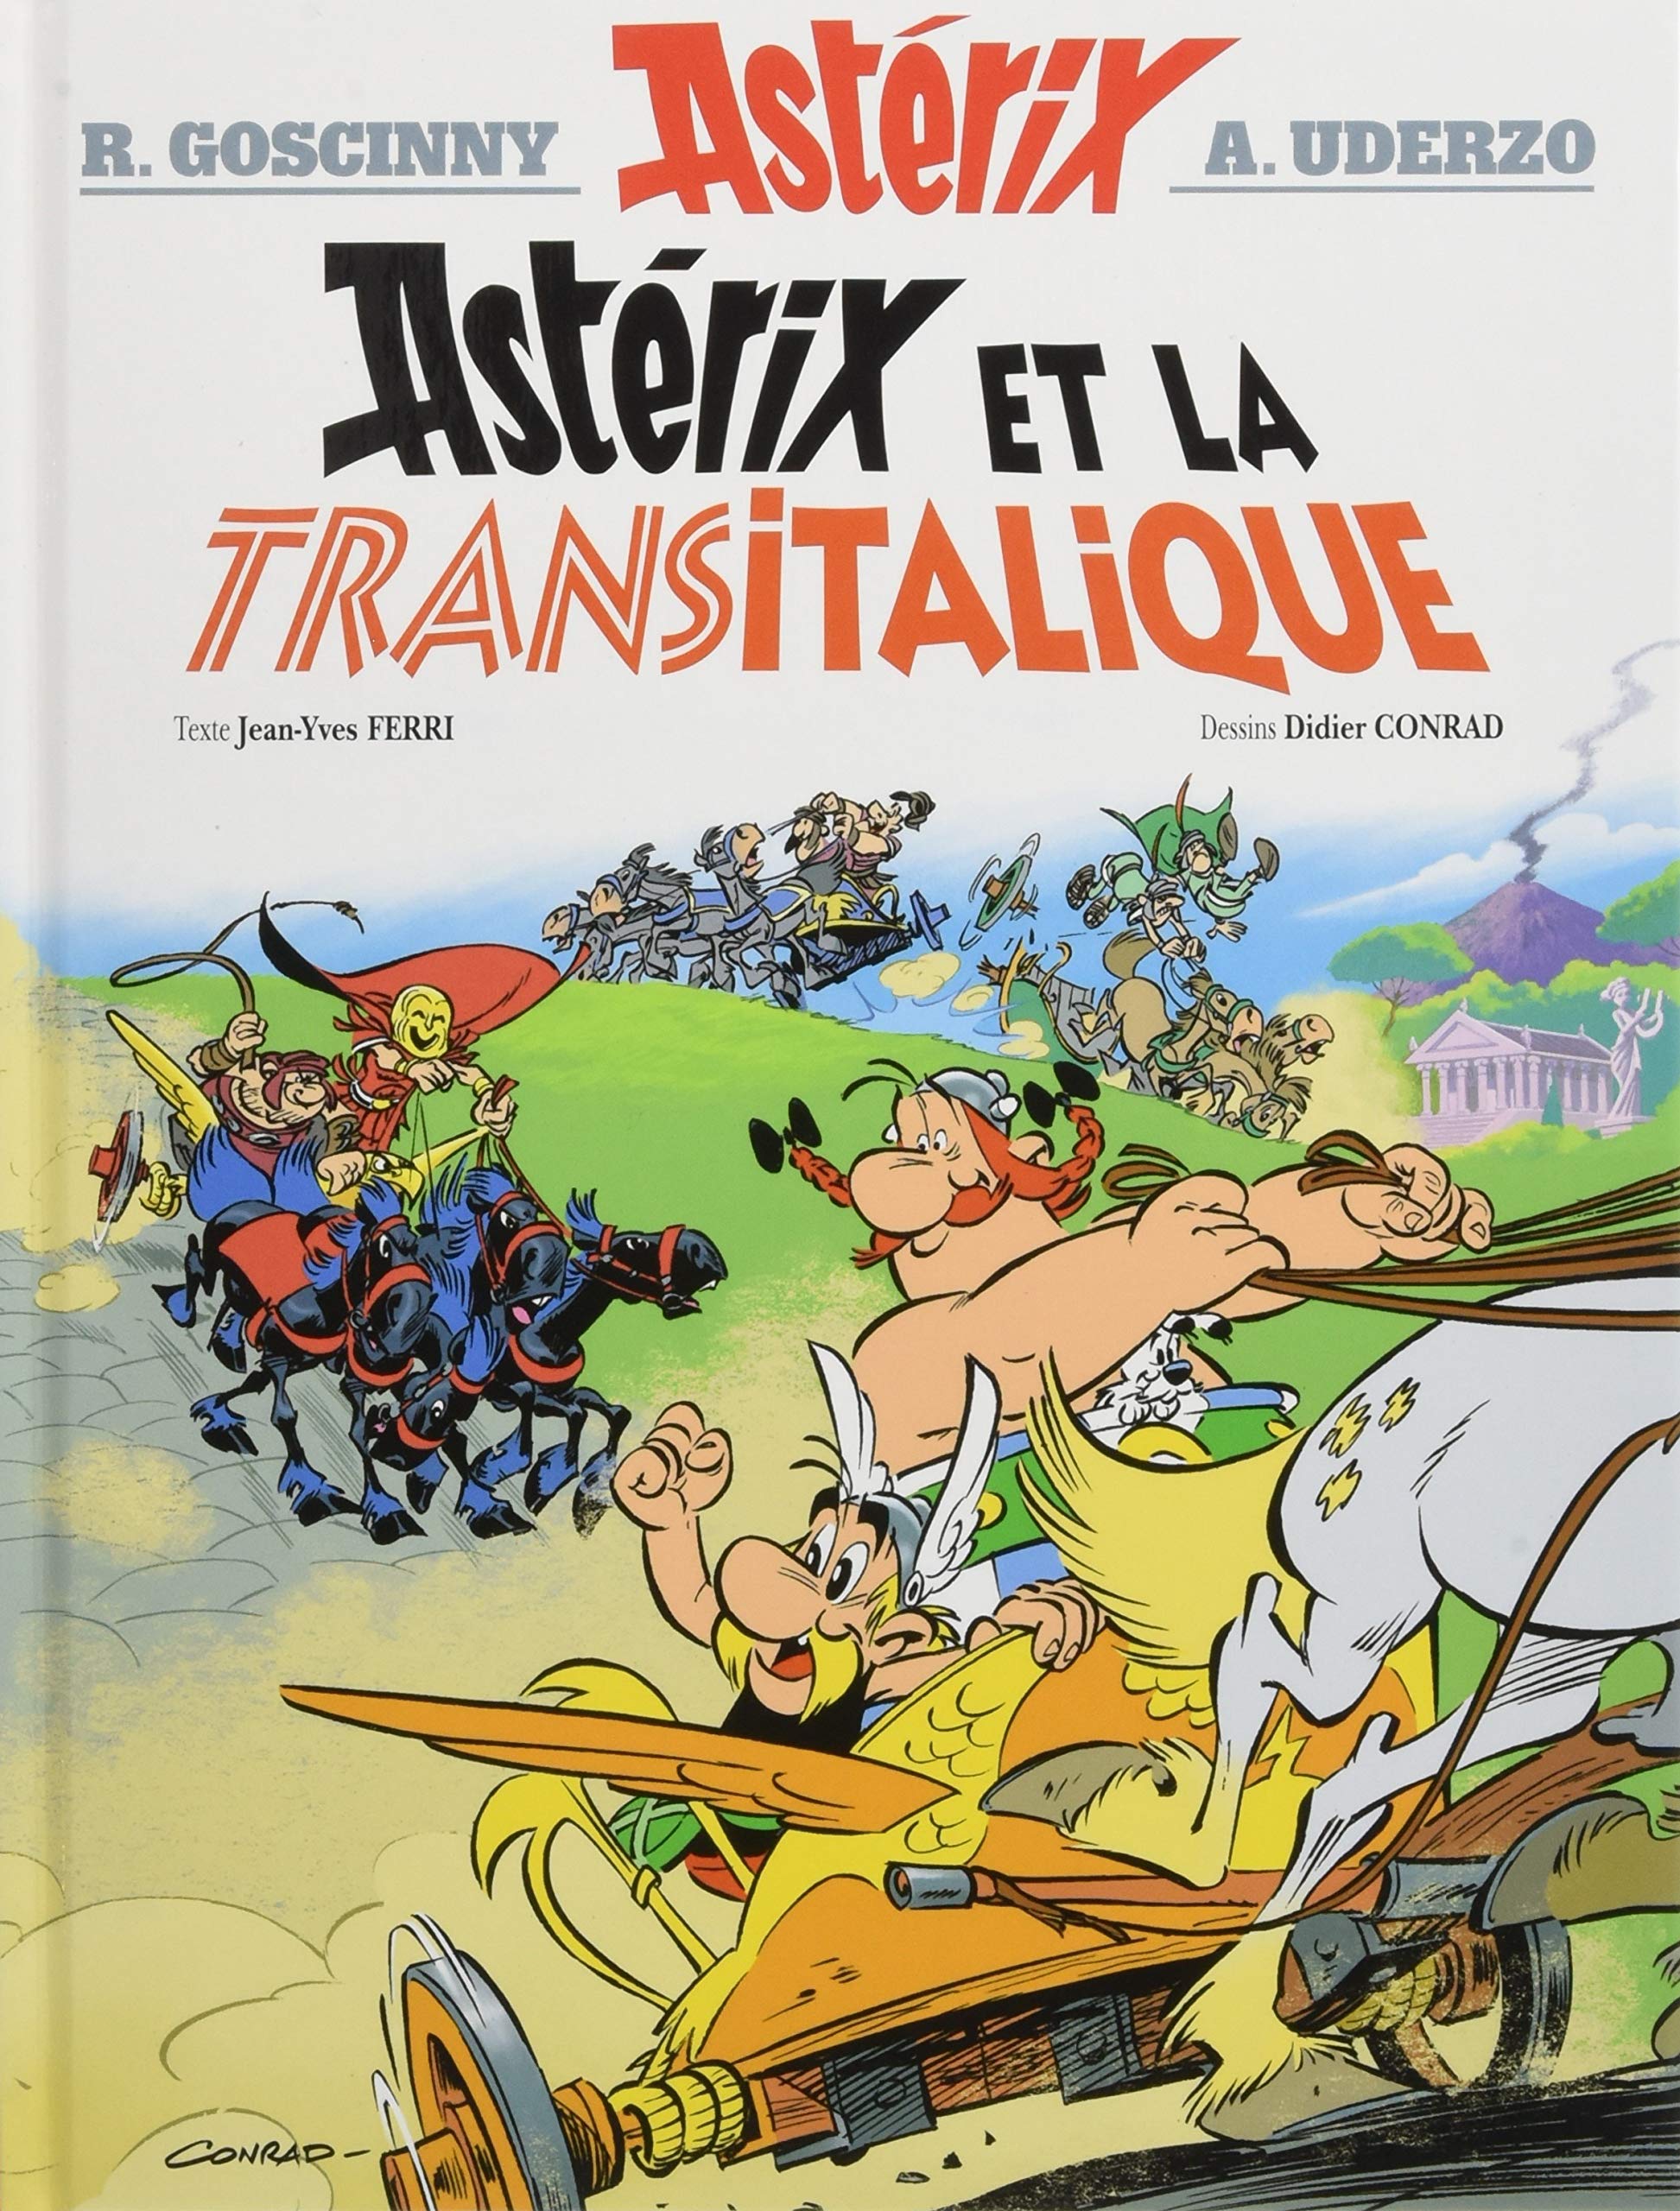 Astérix
R. GOSCINNY
A. UDERZO
Astérix ET LA
TRANSiTALiQUE
Texte Jean-Yves FERRI
Dessins Didier CONRAD
CONRAD-